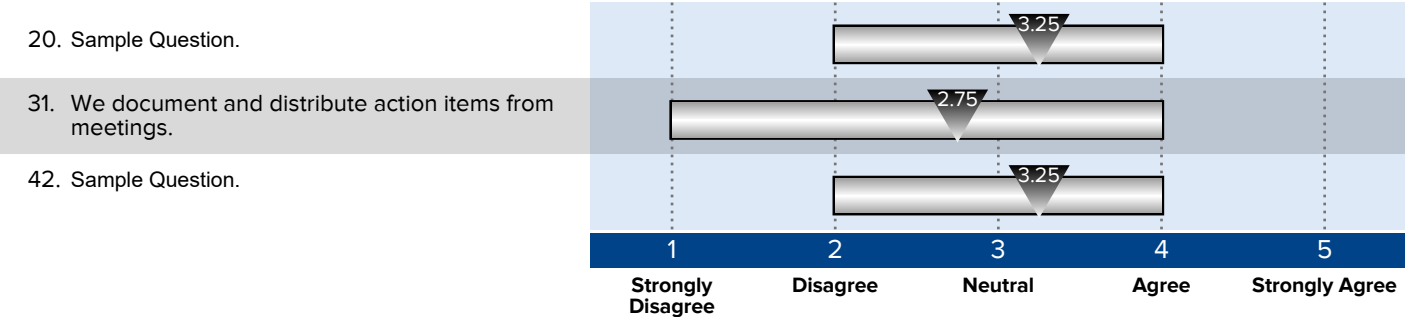 20. Sample Question.
3.25
31. We document and distribute action items from
meetings.
2.75
42. Sample Question.
3.25
1 2 3 4 5
Strongly Disagree Neutral Agree Strongly Agree
Disagree